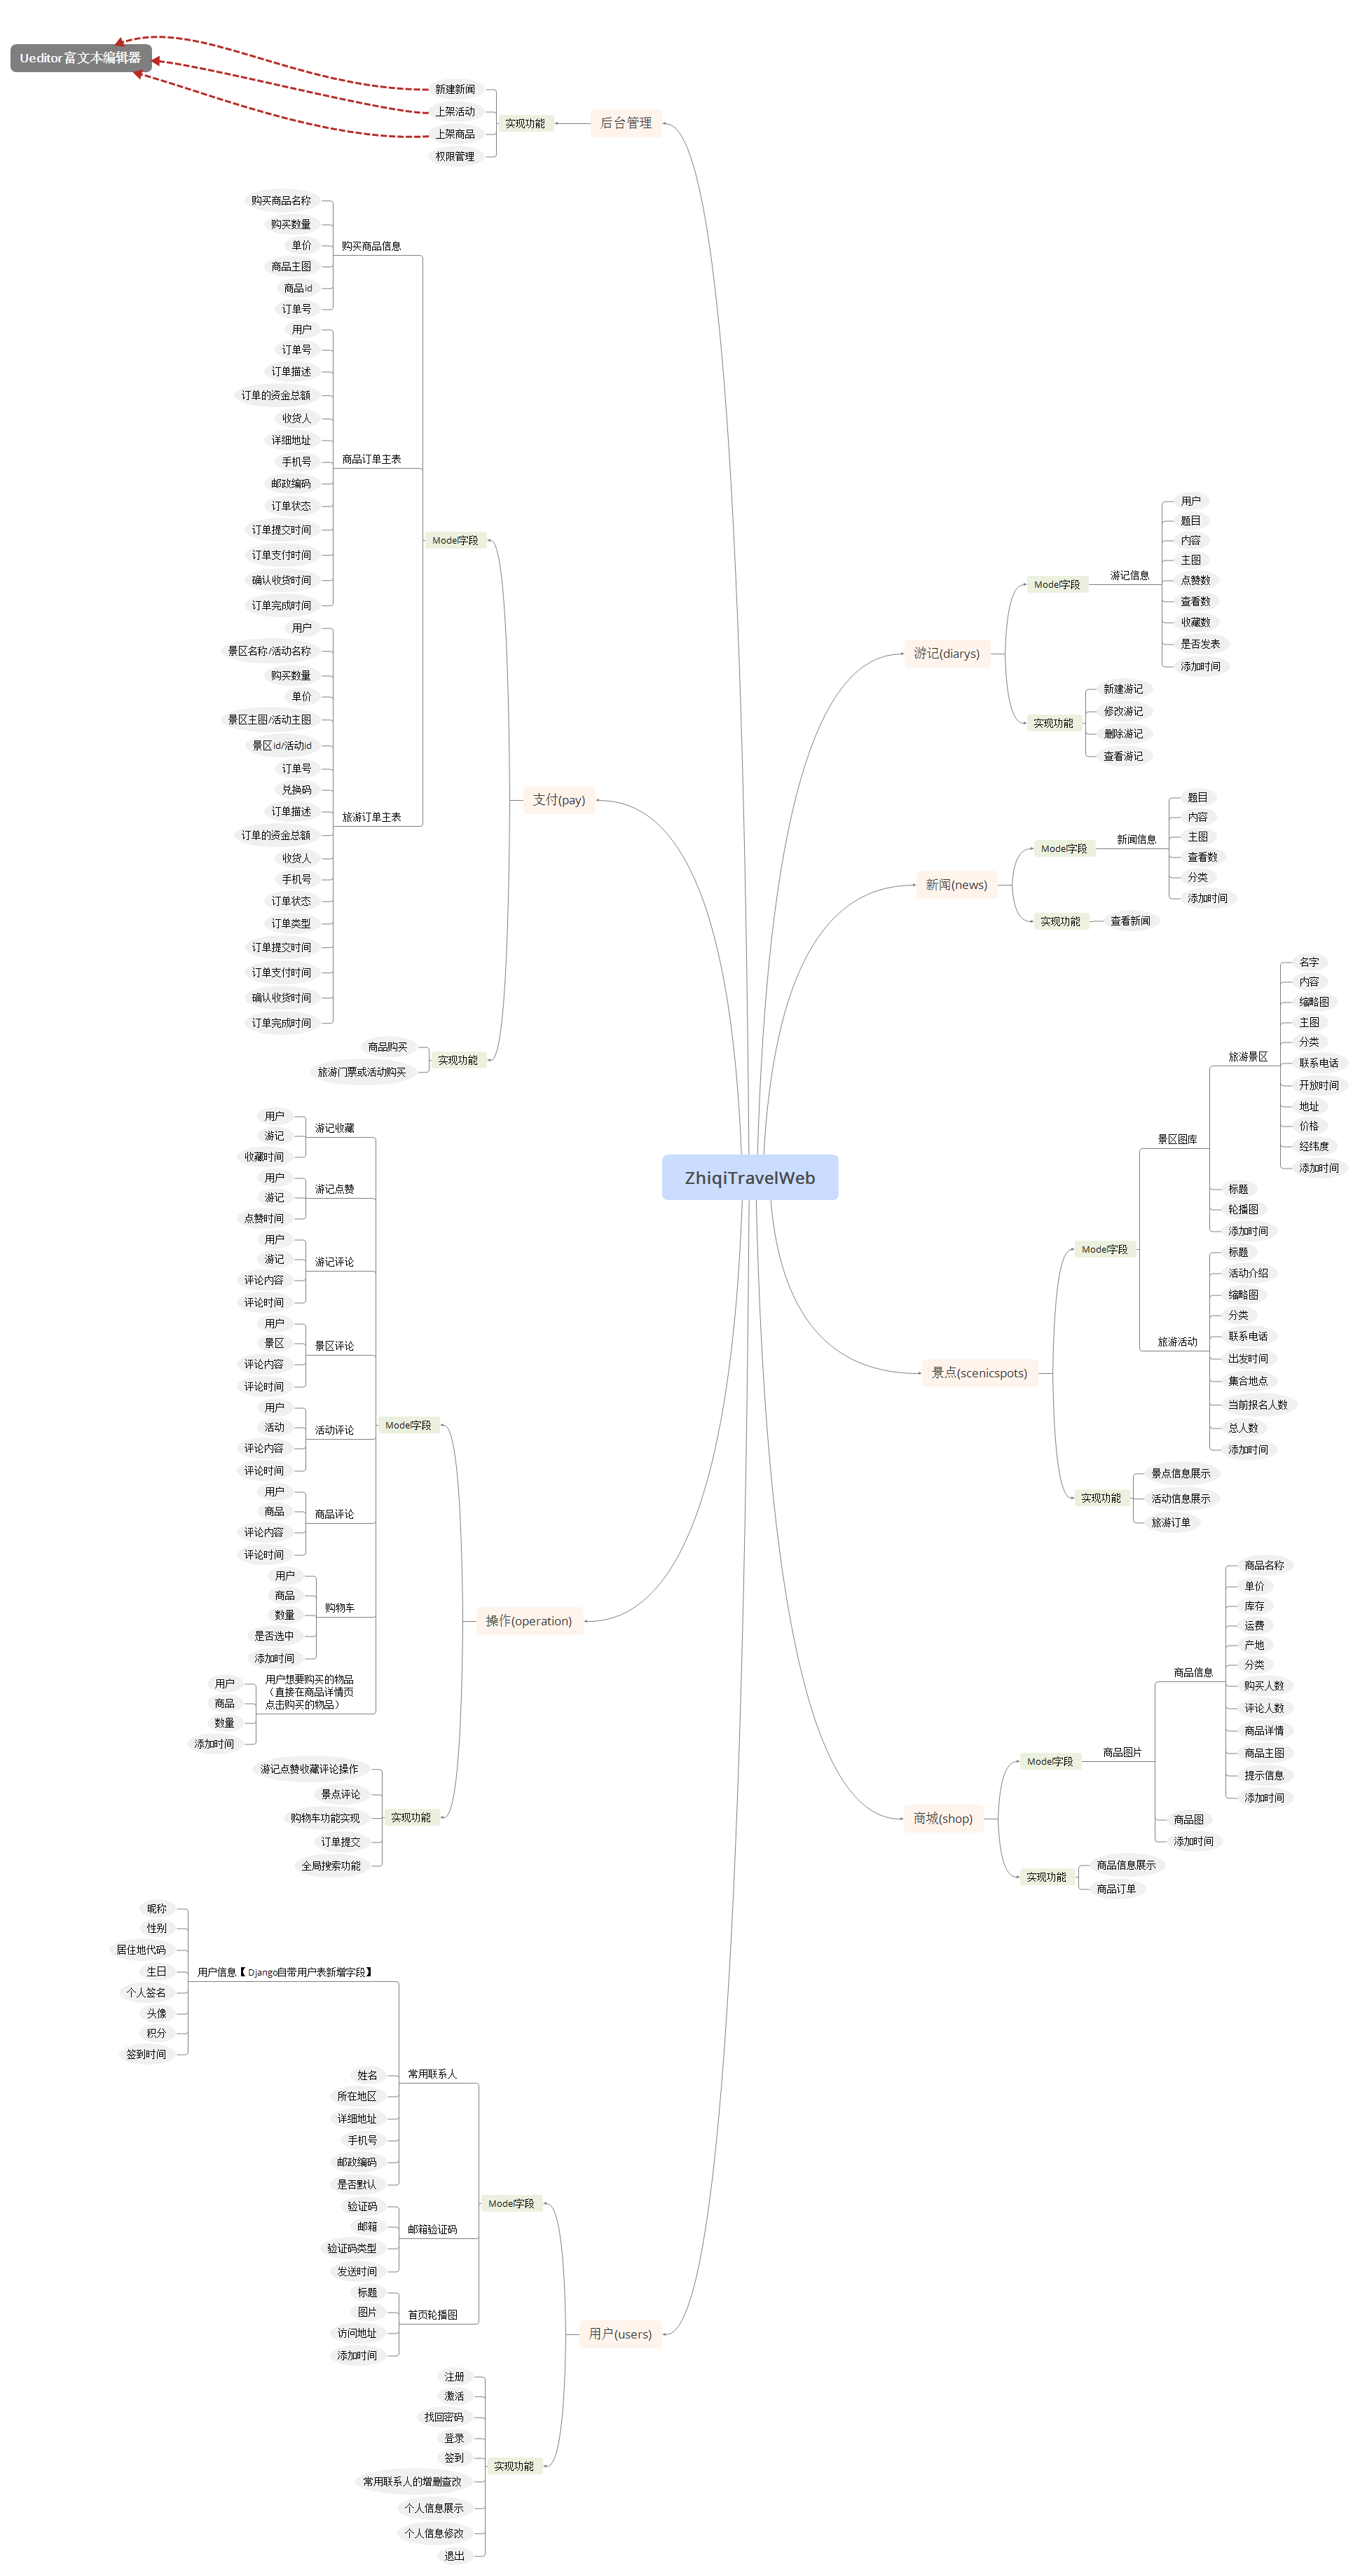 Ueditor富文本编辑器
新建新闻
上架活动
上架商品
权限管理
实现功能
后台管理
购买商品名称
购买数量
单价
商品主图
商品id
订单号
购买商品信息
用户
订单号
订单描述
订单的资金总额
收货人
详细地址
手机号
邮政编码
订单状态
订单提交时间
订单支付时间
确认收货时间
订单完成时间
商品订单主表
用户
景区名称/活动名称
购买数量
单价
景区主图/活动主图
景区id/活动id
订单号
兑换码
订单描述
订单的资金总额
收货人
手机号
订单状态
订单类型
订单提交时间
订单支付时间
确认收货时间
订单完成时间
旅游订单主表
Model字段
商品购买
旅游门票或活动购买
实现功能
支付(pay)
用户
游记
收藏时间
游记收藏
用户
游记
点赞时间
游记点赞
用户
游记
评论内容
评论时间
游记评论
用户
景区
评论内容
评论时间
景区评论
用户
活动
评论内容
评论时间
活动评论
用户
商品
评论内容
评论时间
商品评论
用户
商品
数量
是否选中
添加时间
购物车
用户
商品
数量
添加时间
用户想要购买的物品
（直接在商品详情页
点击购买的物品）
Model字段
游记点赞收藏评论操作
景点评论
购物车功能实现
订单提交
全局搜索功能
实现功能
操作(operation)
昵称
性别
居住地代码
生日
个人签名
头像
积分
签到时间
用户信息【Django自带用户表新增字段】
姓名
所在地区
详细地址
手机号
邮政编码
是否默认
常用联系人
验证码
邮箱
验证码类型
发送时间
邮箱验证码
标题
图片
访问地址
添加时间
首页轮播图
Model字段
注册
激活
找回密码
登录
签到
常用联系人的增删查改
个人信息展示
个人信息修改
退出
实现功能
用户(users)
ZhiqiTravelWeb
游记(diarys)
Model字段
游记信息
用户
题目
内容
主图
点赞数
查看数
收藏数
是否发表
添加时间
实现功能
新建游记
修改游记
删除游记
查看游记
新闻(news)
Model字段
新闻信息
题目
内容
主图
查看数
分类
添加时间
实现功能
查看新闻
景点(scenicspots)
Model字段
景区图库
旅游景区
名字
内容
缩略图
主图
分类
联系电话
开放时间
地址
价格
经纬度
添加时间
标题
轮播图
添加时间
旅游活动
标题
活动介绍
缩略图
分类
联系电话
出发时间
集合地点
当前报名人数
总人数
添加时间
实现功能
景点信息展示
活动信息展示
旅游订单
商城(shop)
Model字段
商品图片
商品信息
商品名称
单价
库存
运费
产地
分类
购买人数
评论人数
商品详情
商品主图
提示信息
添加时间
商品图
添加时间
实现功能
商品信息展示
商品订单